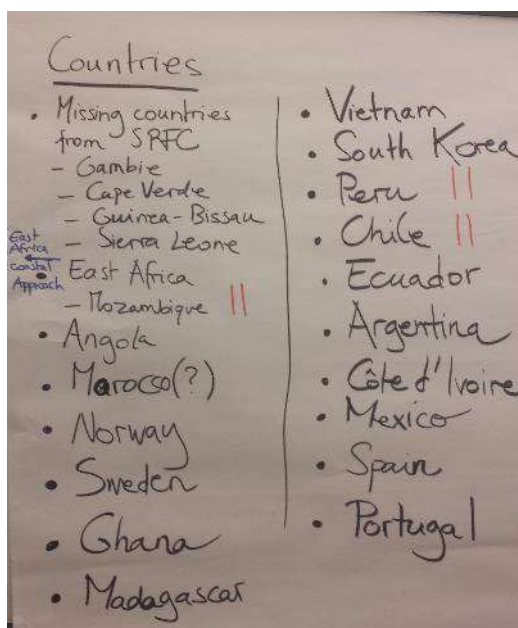 Countries
• Missing countries
from SRFC
- Gambie
- Cape Verde
- Guinea-Bissau
- Sierra Leone
East
Africa
coastal
Approach
• East Africa
- Mozambique ||
• Angola
• Marocso(?)
• Norway
• Sweden
• Ghana
• Madagascar
• Vietnam
• South Korea
• Peru ||
• Chile ||
• Ecuador
• Argentina
• Côte d'Ivoire
• Mexico
• Spain
• Portugal